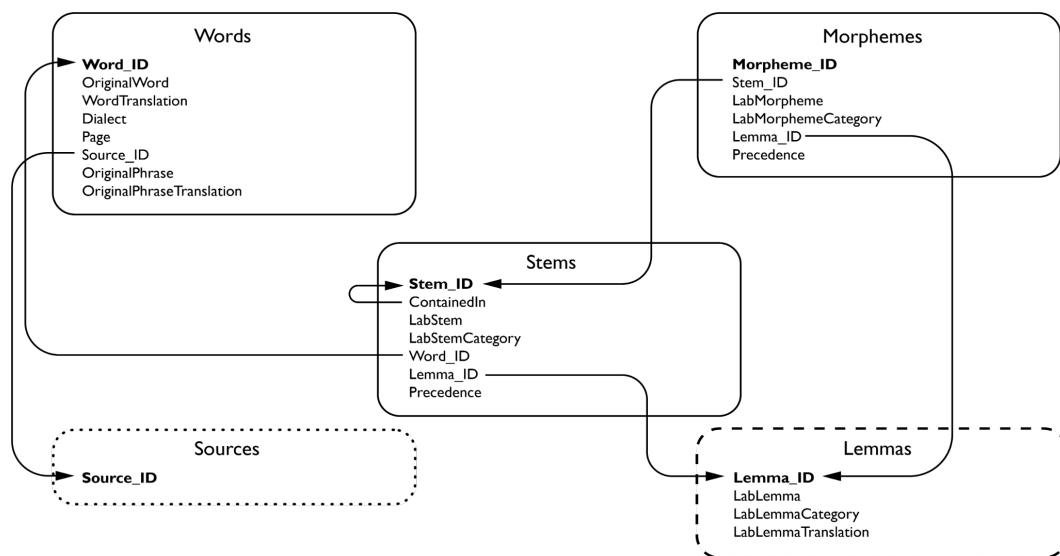 Words
Word_ID
OriginalWord
WordTranslation
Dialect
Page
Source_ID
OriginalPhrase
OriginalPhraseTranslation
Morphemes
Morpheme_ID
Stem_ID
LabMorpheme
LabMorphemeCategory
Lemma_ID
Precedence
Stems
Stem_ID
ContainedIn
LabStem
LabStemCategory
Word_ID
Lemma_ID
Precedence
Sources
Source_ID
Lemmas
Lemma_ID
LabLemma
LabLemmaCategory
LabLemmaTranslation